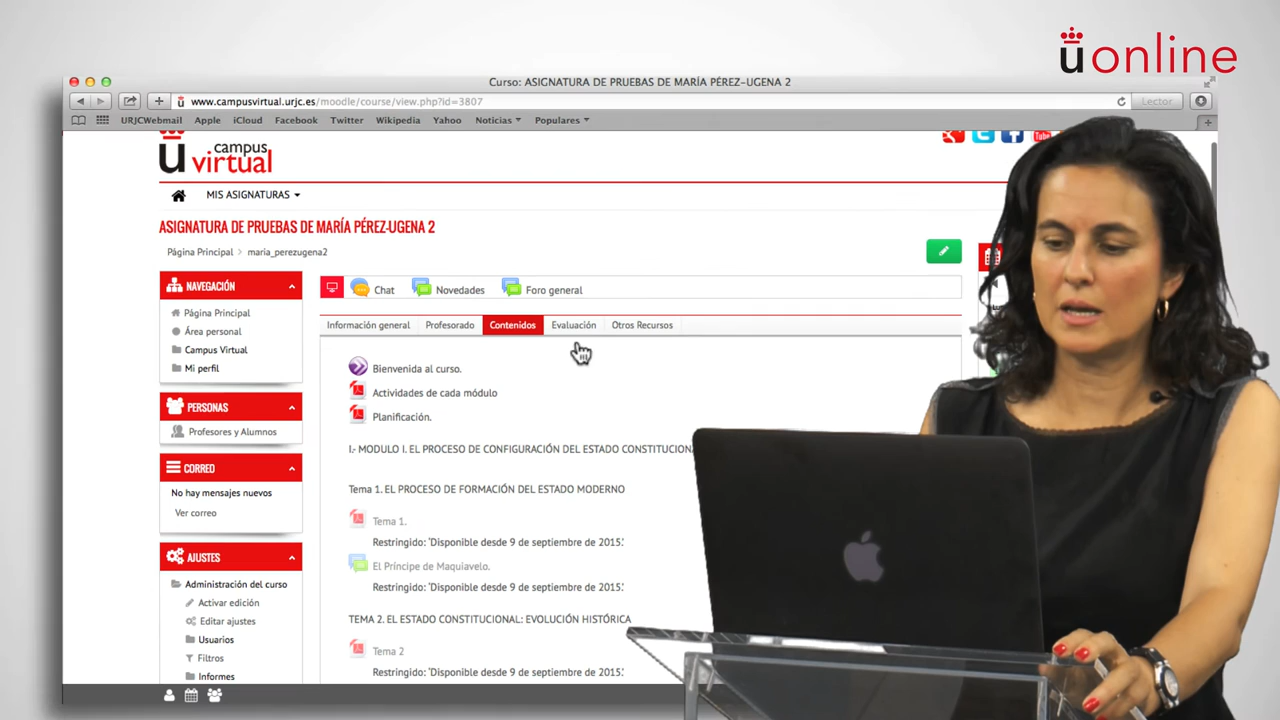 ü online
Curso: ASIGNATURA DE PRUEBAS DE MARÍA PÉREZ-UGENA 2
www.campusvirtual.urjc.es/moodle/course/view.php?id=3807
Lector
URJCWebmail Apple iCloud Facebook Twitter Wikipedia Yahoo Noticias Populares
ü campus virtual
MIS ASIGNATURAS
ASIGNATURA DE PRUEBAS DE MARÍA PÉREZ-UGENA 2
Página Principal > maria_perezugena2
NAVEGACIÓN
Página Principal
Área personal
Campus Virtual
Mi perfil
PERSONAS
Profesores y Alumnos
CORREO
No hay mensajes nuevos
Ver correo
AJUSTES
Administración del curso
Activar edición
Editar ajustes
Usuarios
Filtros
Informes
Chat Novedades Foro general
Información general Profesorado Contenidos Evaluación Otros Recursos
Bienvenida al curso.
Actividades de cada módulo
Planificación.
I.- MODULO I. EL PROCESO DE CONFIGURACIÓN DEL ESTADO
Tema 1. EL PROCESO DE FORMACIÓN DEL ESTADO MODERNO
Tema 1.
Restringido: 'Disponible desde 9 de septiembre de 2015.'
El Príncipe de Maquiavelo.
Restringido: 'Disponible desde 9 de septiembre de 2015.'
TEMA 2. EL ESTADO CONSTITUCIONAL: EVOLUCIÓN HISTÓRICA
Tema 2
Restringido: 'Disponible desde 9 de septiembre de 2015.'